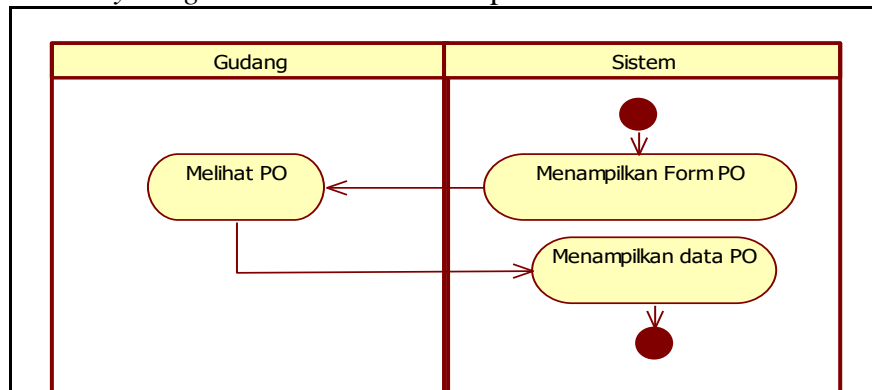 Gudang
Sistem
Melihat PO
Menampilkan Form PO
Menampilkan data PO